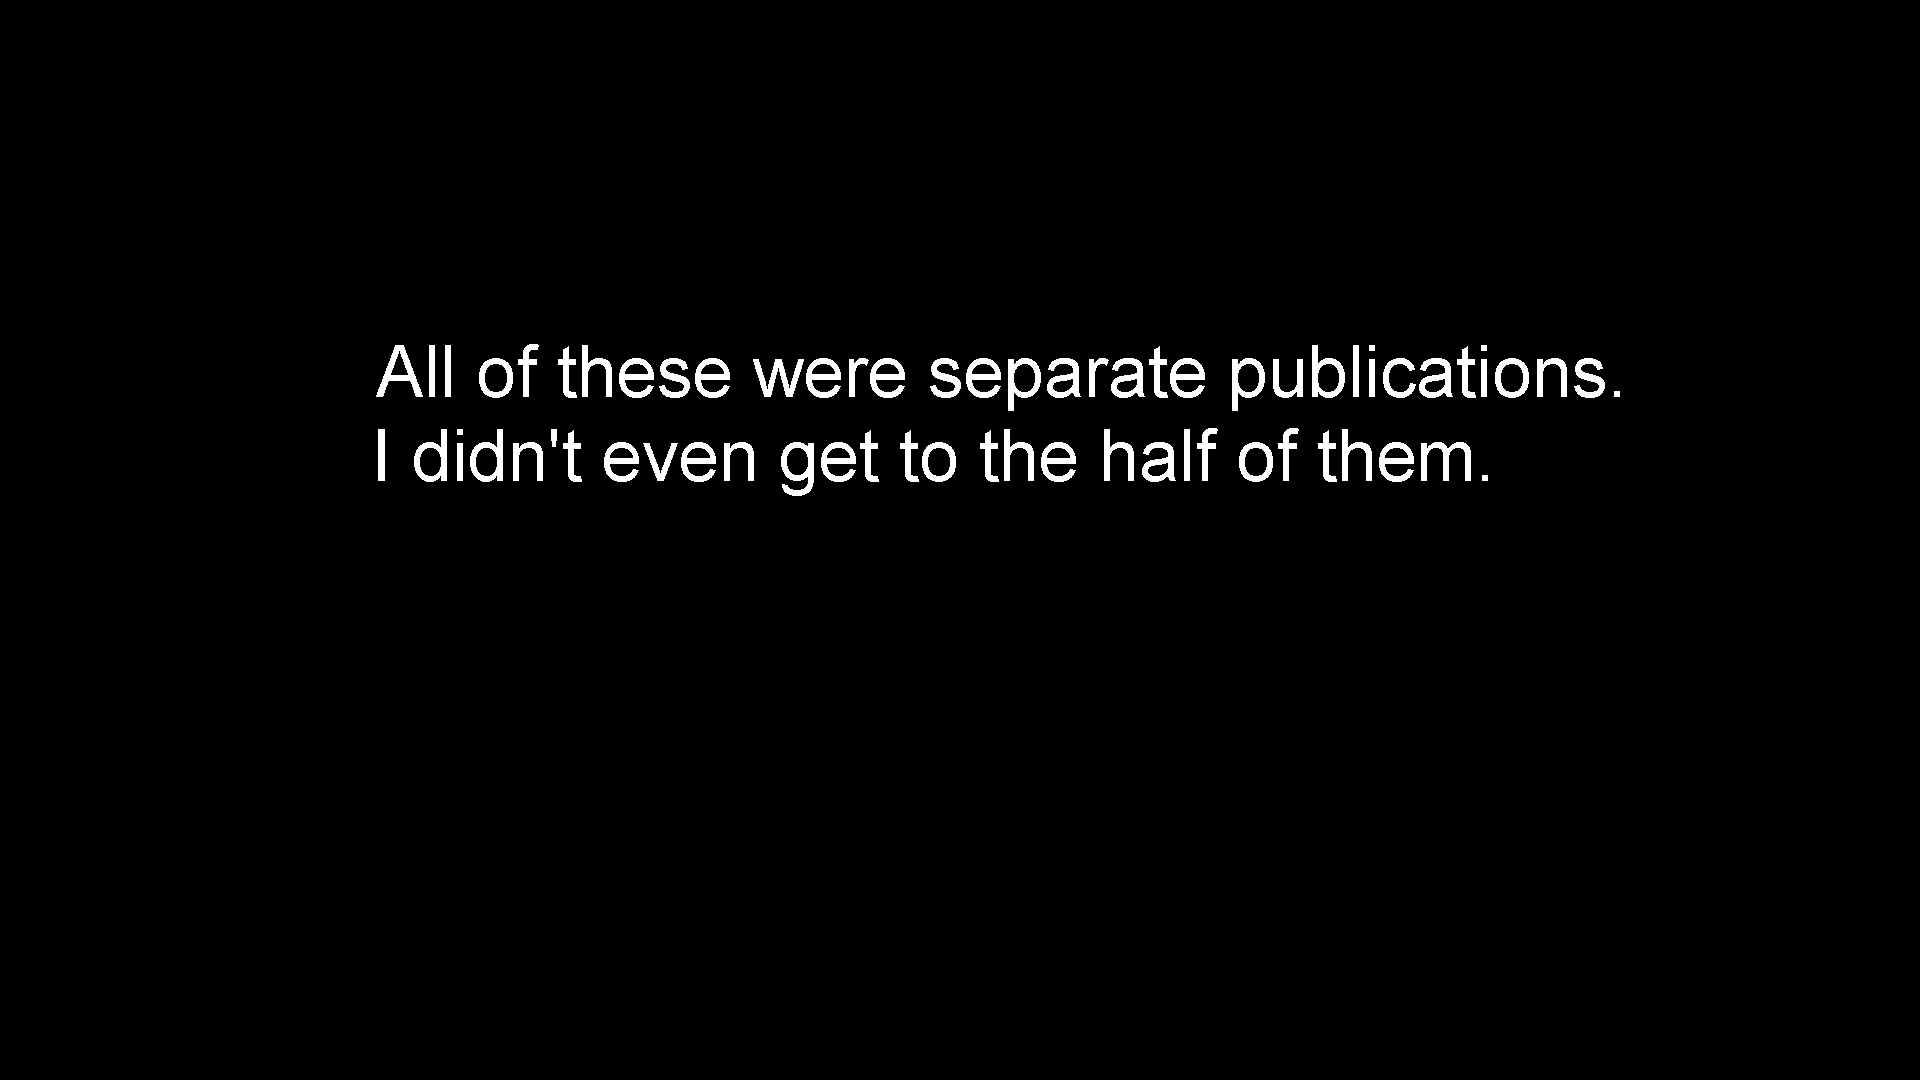 All of these were separate publications.
I didn't even get to the half of them.